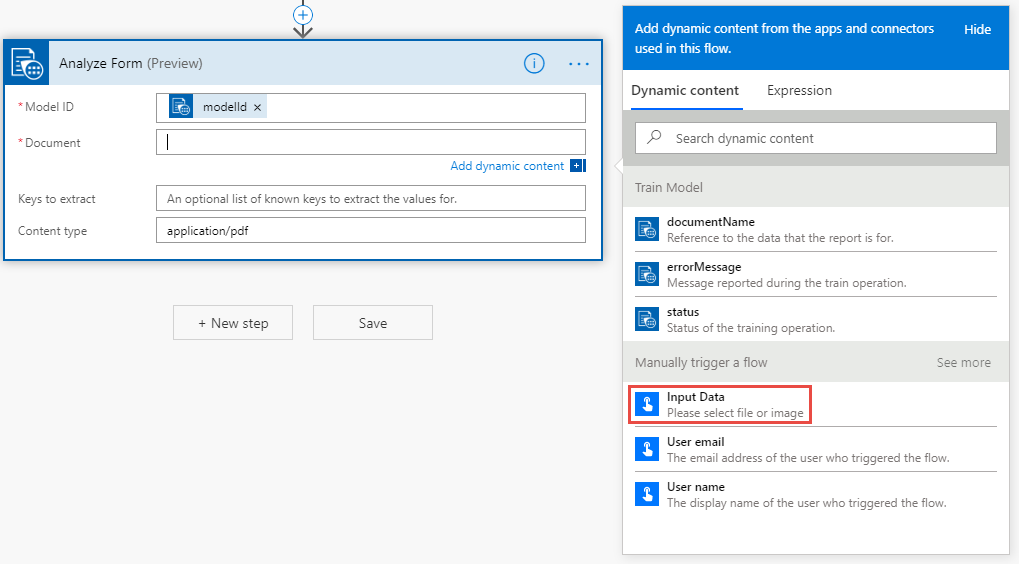 Analyze Form (Preview)
* Model ID
modelId ×
* Document
Add dynamic content
Keys to extract
An optional list of known keys to extract the values for.
Content type
application/pdf
+ New step
Save
Add dynamic content from the apps and connectors
used in this flow.
Hide
Dynamic content
Expression
Search dynamic content
Train Model
documentName
Reference to the data that the report is for.
errorMessage
Message reported during the train operation.
status
Status of the training operation.
Manually trigger a flow
See more
Input Data
Please select file or image
User email
The email address of the user who triggered the flow.
User name
The display name of the user who triggered the flow.